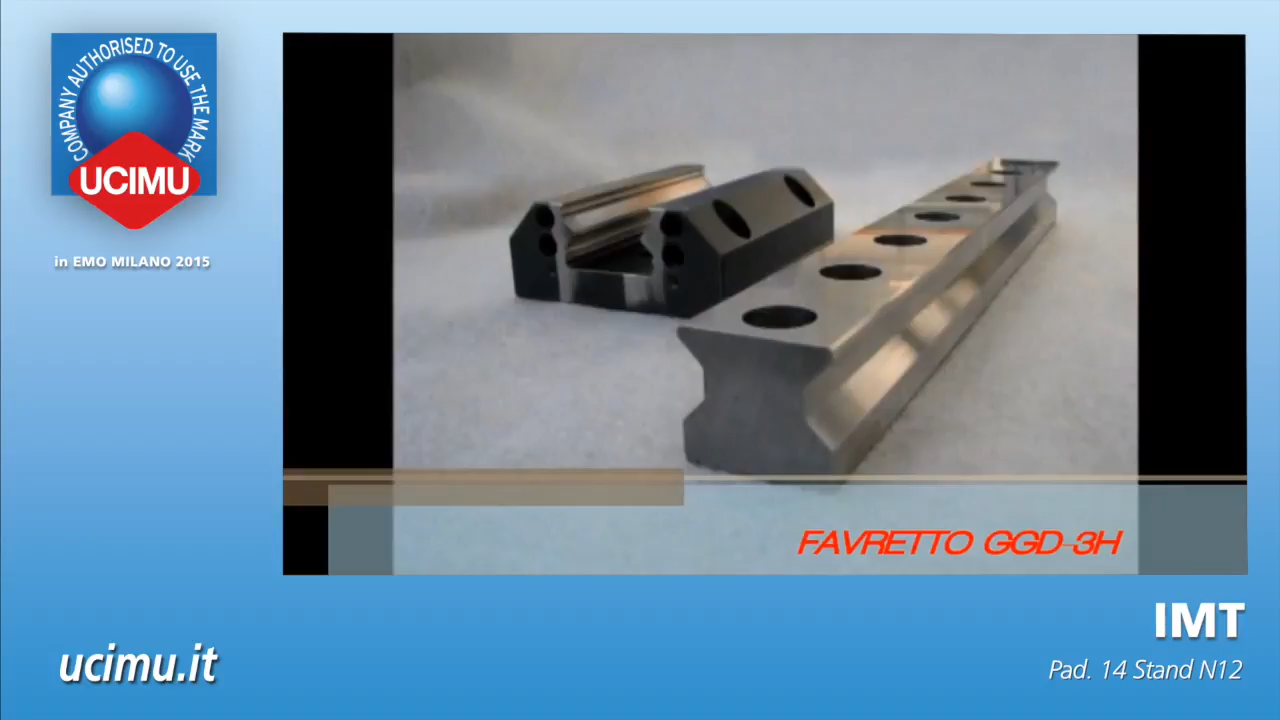 COMPANY AUTHORISED TO USE THE MARK
UCIMU
in EMO MILANO 2015
FAVRETTO GGD-3H
IMT
ucimu.it
Pad. 14 Stand N12